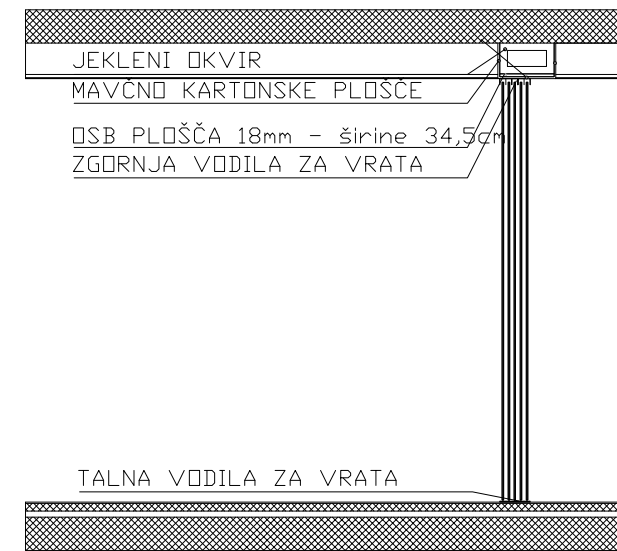 JEKLENI OKVIR
MAVČNO KARTONSKE PLOŠČE
OSB PLOŠČA 18mm - širine 34,5cm
ZGORNJA VODILA ZA VRATA
TALNA VODILA ZA VRATA